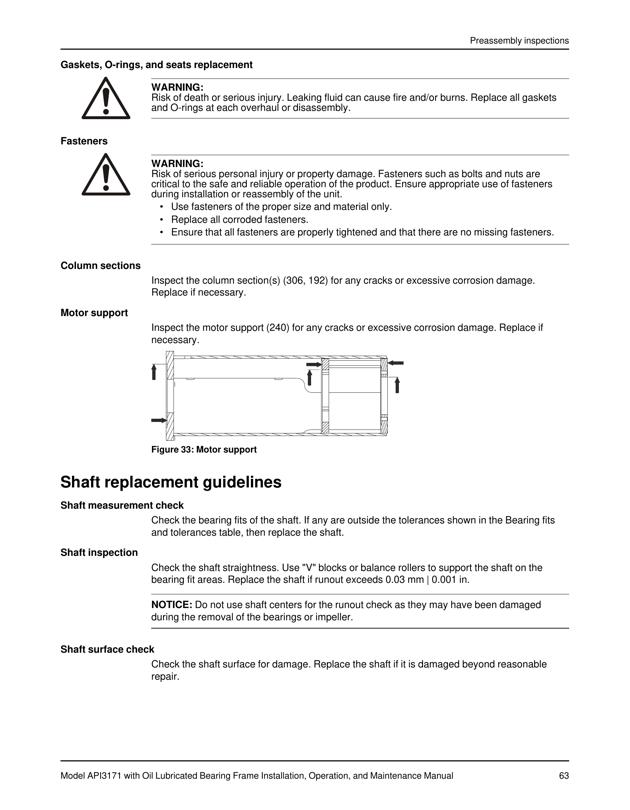 Preassembly inspections
Gaskets, O-rings, and seats replacement
WARNING:
Risk of death or serious injury. Leaking fluid can cause fire and/or burns. Replace all gaskets
and O-rings at each overhaul or disassembly.
Fasteners
WARNING:
Risk of serious personal injury or property damage. Fasteners such as bolts and nuts are
critical to the safe and reliable operation of the product. Ensure appropriate use of fasteners
during installation or reassembly of the unit.
• Use fasteners of the proper size and material only.
• Replace all corroded fasteners.
• Ensure that all fasteners are properly tightened and that there are no missing fasteners.
Column sections
Inspect the column section(s) (306, 192) for any cracks or excessive corrosion damage.
Replace if necessary.
Motor support
Inspect the motor support (240) for any cracks or excessive corrosion damage. Replace if
necessary.
Figure 33: Motor support
Shaft replacement guidelines
Shaft measurement check
Check the bearing fits of the shaft. If any are outside the tolerances shown in the Bearing fits
and tolerances table, then replace the shaft.
Shaft inspection
Check the shaft straightness. Use "V" blocks or balance rollers to support the shaft on the
bearing fit areas. Replace the shaft if runout exceeds 0.03 mm | 0.001 in.
NOTICE: Do not use shaft centers for the runout check as they may have been damaged
during the removal of the bearings or impeller.
Shaft surface check
Check the shaft surface for damage. Replace the shaft if it is damaged beyond reasonable
repair.
Model API3171 with Oil Lubricated Bearing Frame Installation, Operation, and Maintenance Manual 63